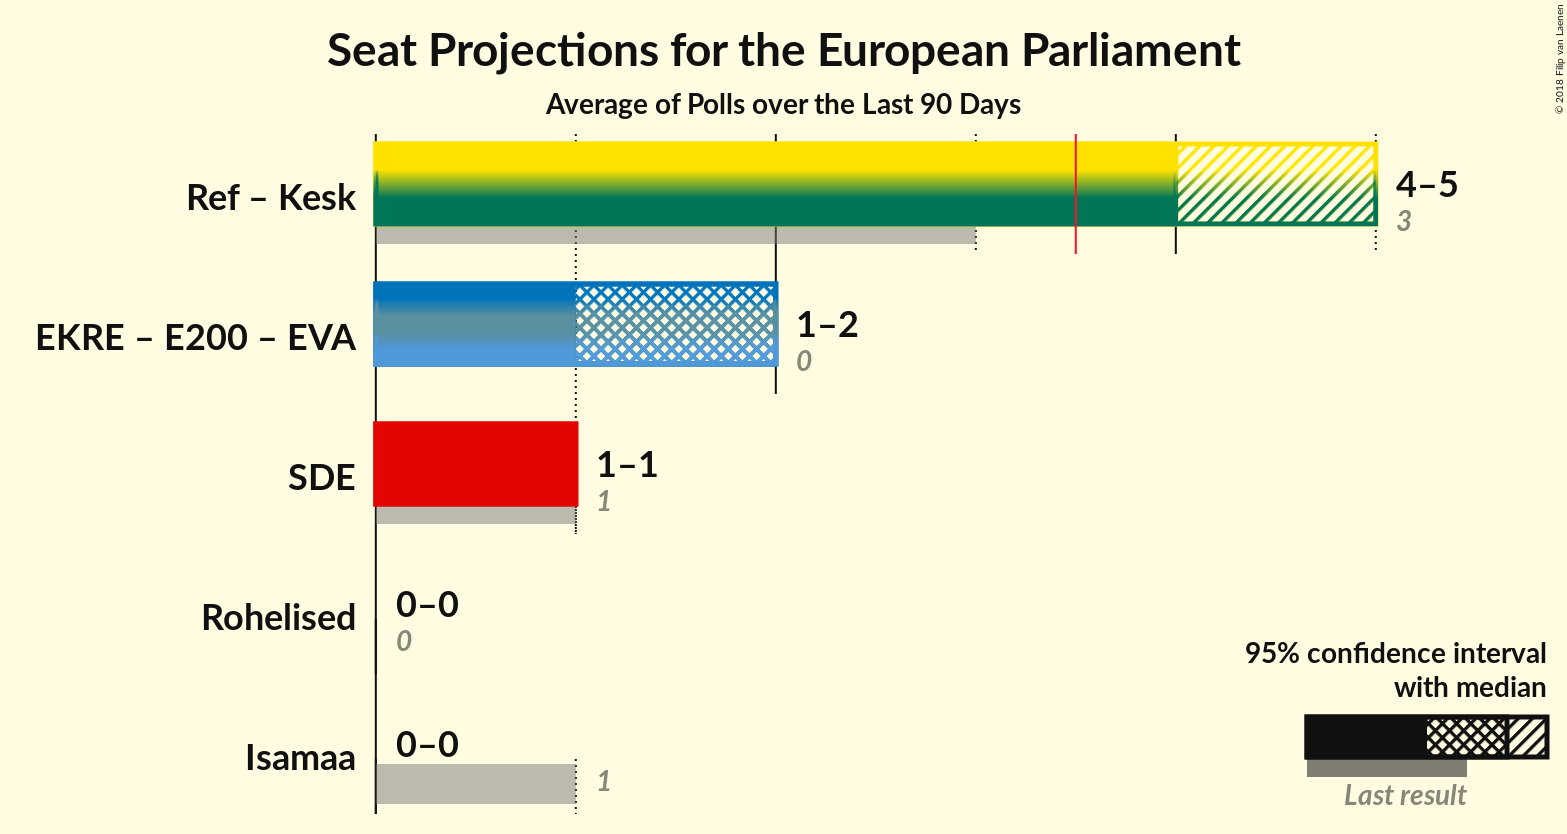 Seat Projections for the European Parliament
Average of Polls over the Last 90 Days
© 2018 Filip van Laenen
Ref – Kesk
4–5
3
EKRE – E200 – EVA
1–2
0
SDE
1–1
1
Rohelised
0–0
0
Isamaa
0–0
1
95% confidence interval
with median
Last result